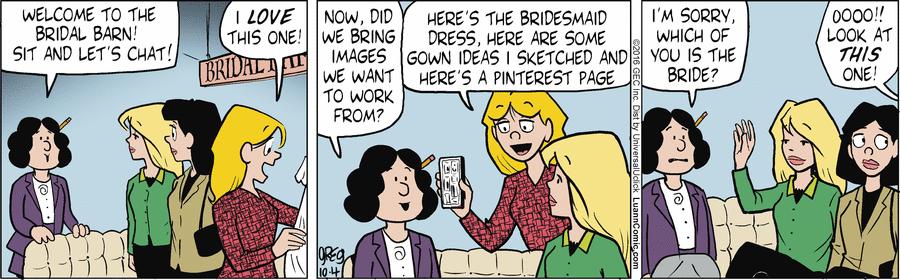 WELCOME TO THE
BRIDAL BARN!
SIT AND LET'S CHAT!
I LOVE
THIS ONE!
BRIDAL
GREG
10-4
NOW, DID
WE BRING
IMAGES
WE WANT
TO WORK
FROM?
HERE'S THE BRIDESMAID
DRESS, HERE ARE SOME
GOWN IDEAS I SKETCHED AND
HERE'S A PINTEREST PAGE
©2016 GEC Inc. Dist by UniversalUclick LuannComic.com
I'M SORRY,
WHICH OF
YOU IS THE
BRIDE?
OOOO!!
LOOK AT
THIS
ONE!